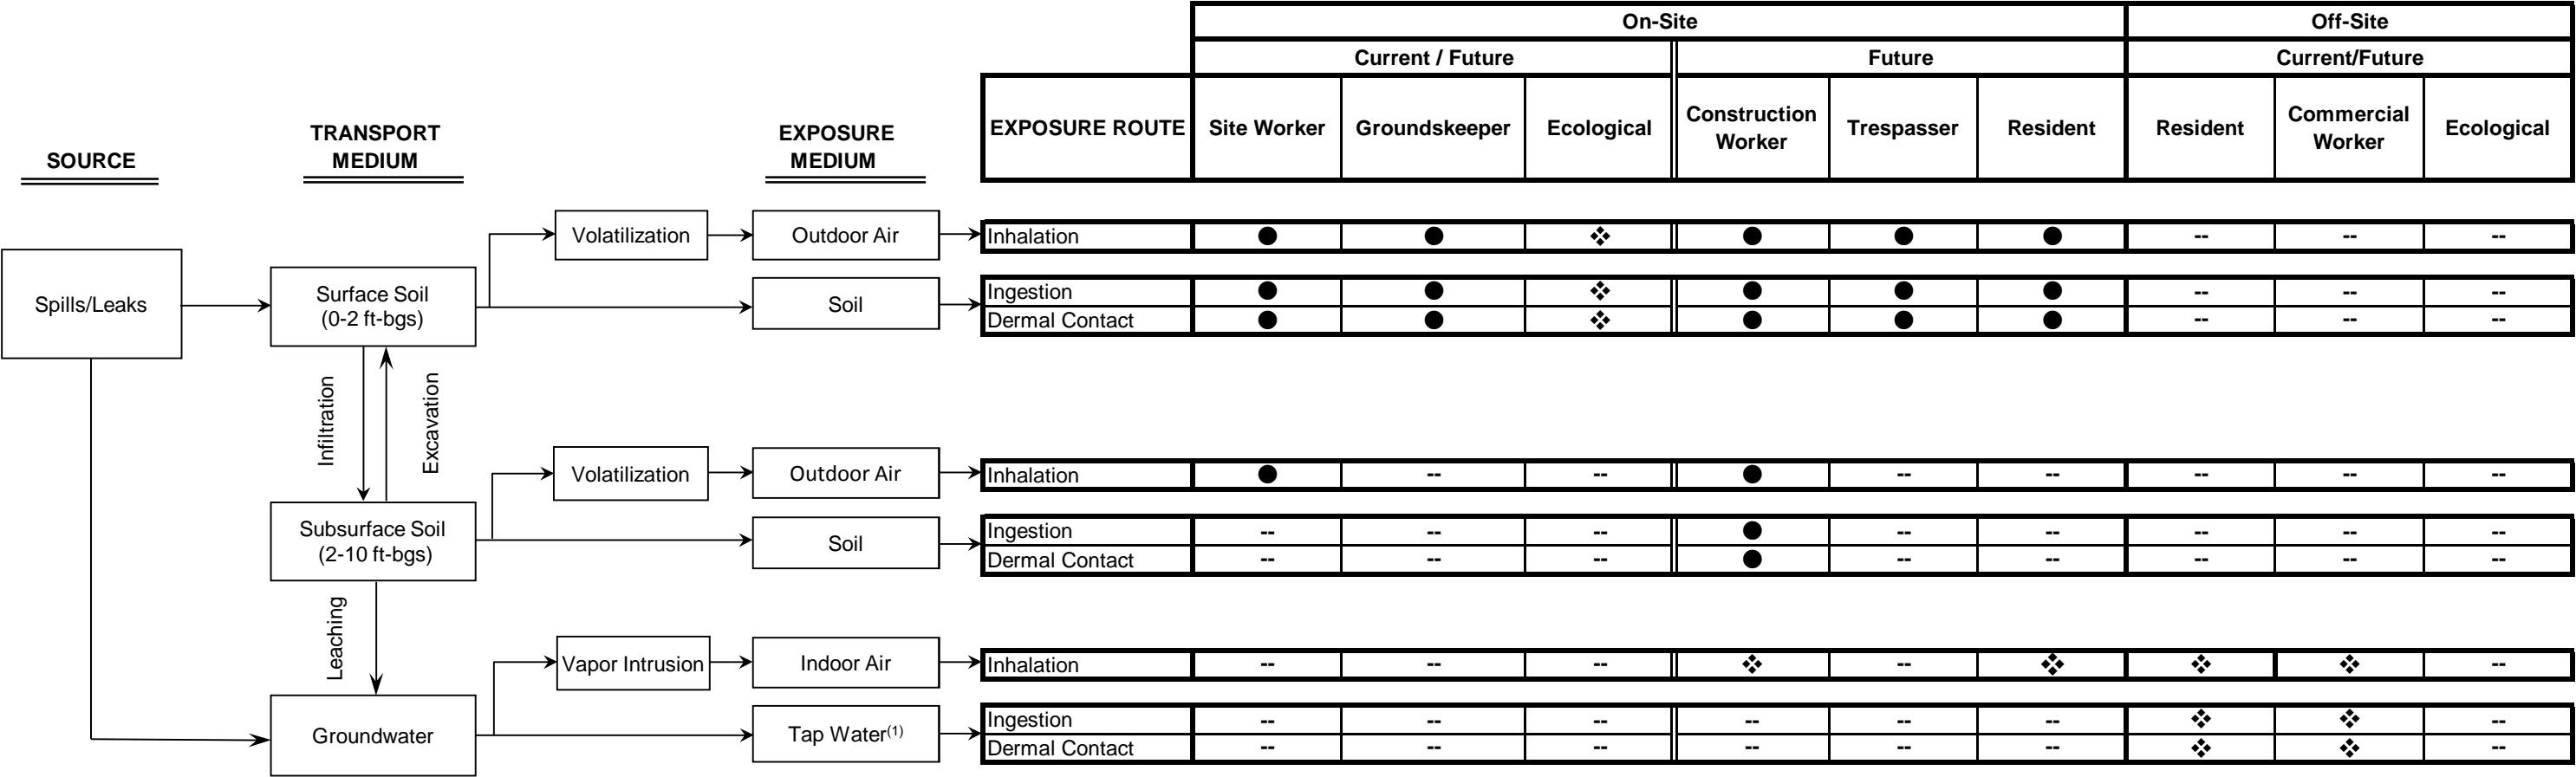 On-Site Off-Site
Current / Future Future Current/Future
EXPOSURE ROUTE Site Worker Groundskeeper Ecological Construction Worker Trespasser Resident Resident Commercial Worker Ecological
SOURCE
TRANSPORT
MEDIUM
EXPOSURE
MEDIUM
Volatilization
Outdoor Air
Inhalation ● ● ❖ ● ● ● -- -- --
Spills/Leaks
Surface Soil
(0-2 ft-bgs)
Soil
Ingestion ● ● ❖ ● ● ● -- -- --
Dermal Contact ● ● ❖ ● ● ● -- -- --
Infiltration
Excavation
Volatilization
Outdoor Air
Inhalation ● -- -- ● -- -- -- -- --
Subsurface Soil
(2-10 ft-bgs)
Soil
Ingestion -- -- -- ● -- -- -- -- --
Dermal Contact -- -- -- ● -- -- -- -- --
Leaching
Vapor Intrusion
Indoor Air
Inhalation -- -- -- ❖ -- ❖ ❖ ❖ --
Groundwater
Tap Water(1)
Ingestion -- -- -- -- -- -- ❖ ❖ --
Dermal Contact -- -- -- -- -- -- ❖ ❖ --